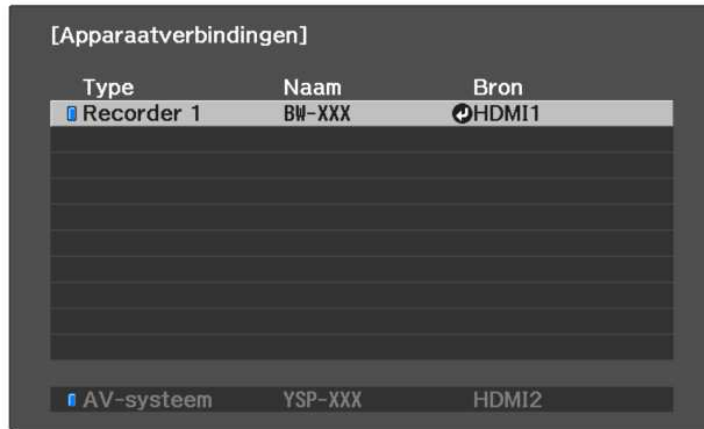 [Apparaatverbindingen]
Type Naam Bron
Recorder 1 BW-XXX HDMI1
AV-systeem YSP-XXX HDMI2